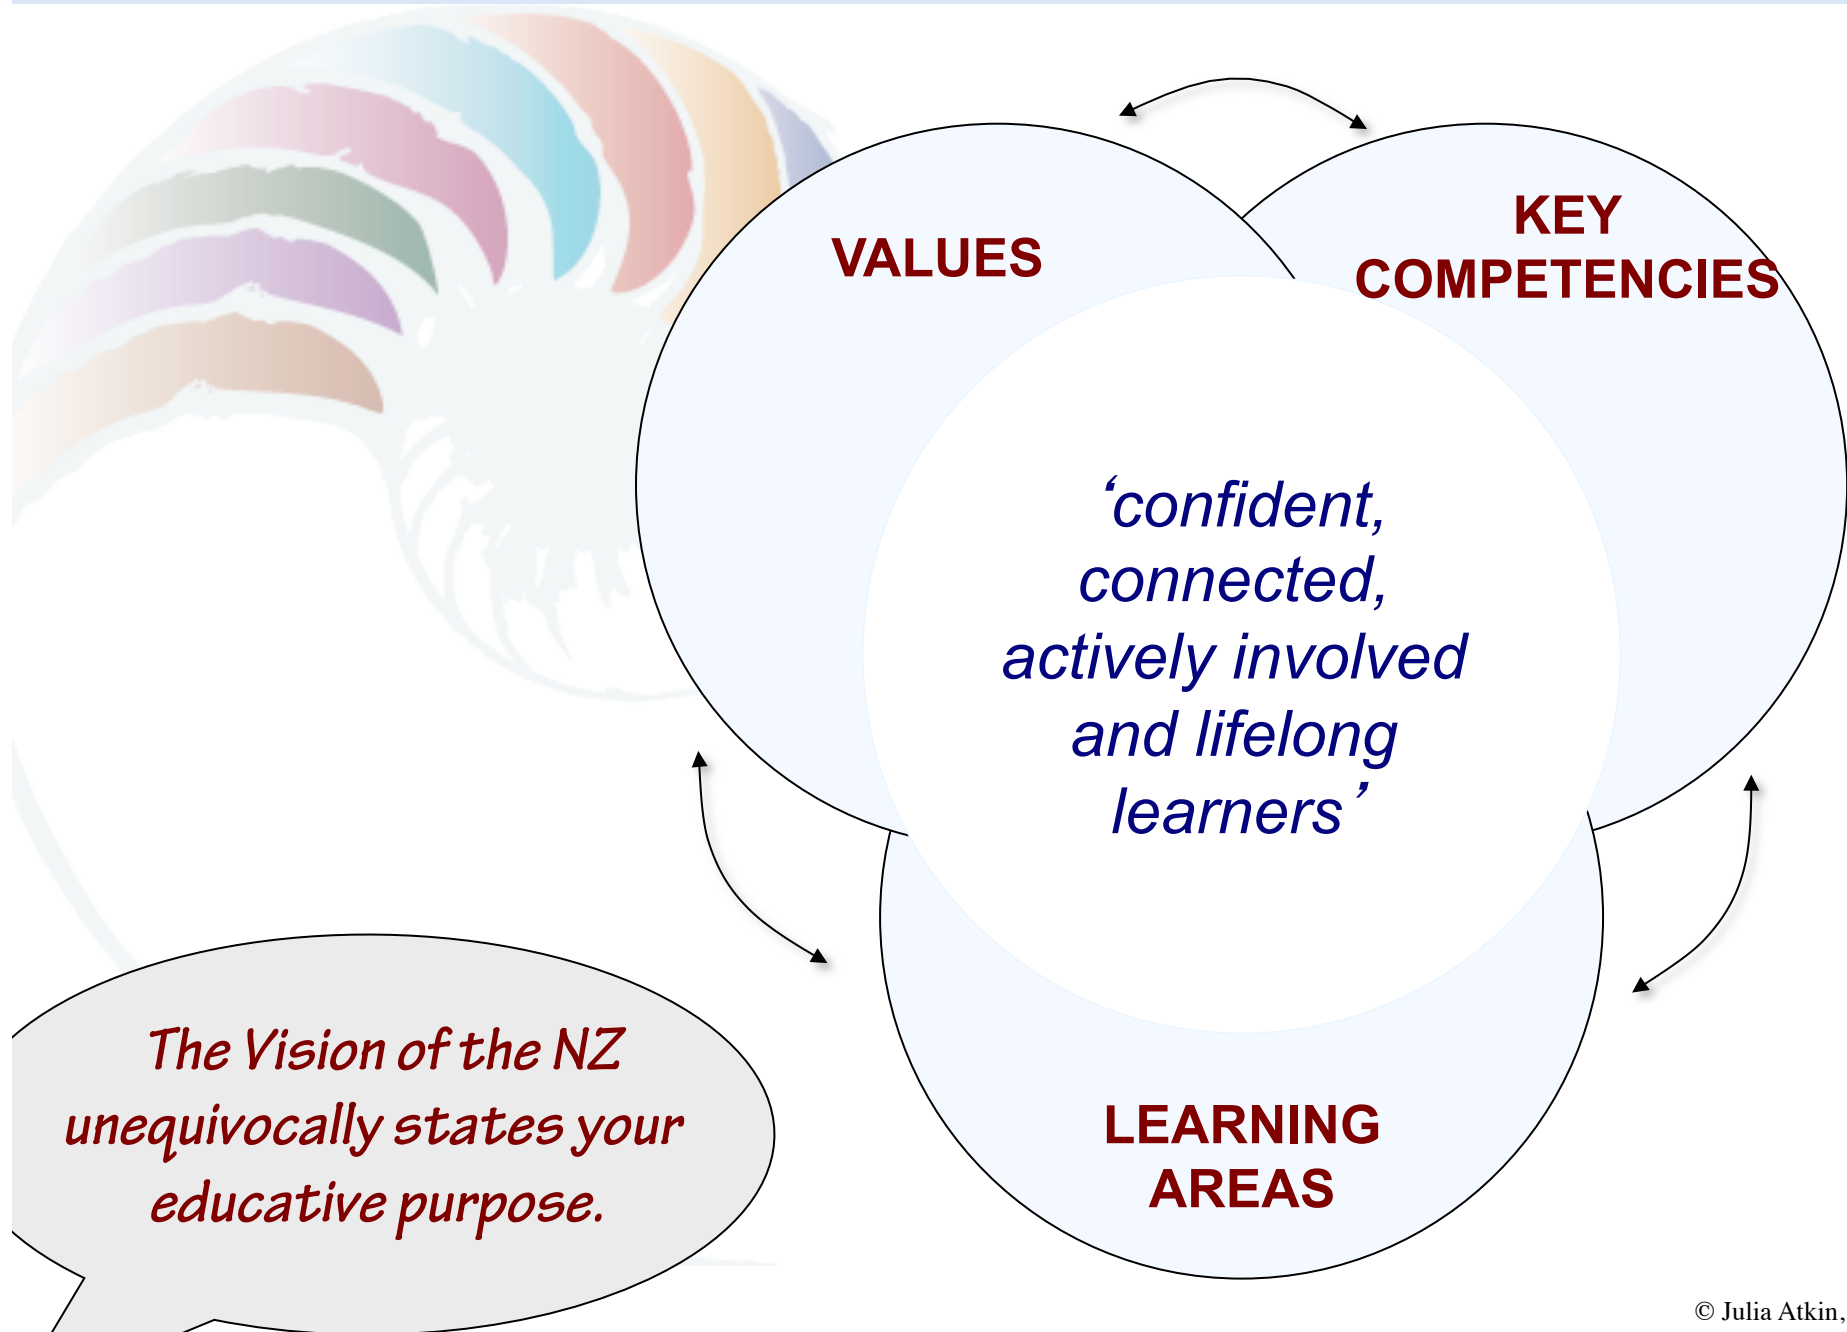 VALUES
KEY
COMPETENCIES
‘confident,
connected,
actively involved
and lifelong
learners’
LEARNING
AREAS
The Vision of the NZ
unequivocally states your
educative purpose.
© Julia Atkin,